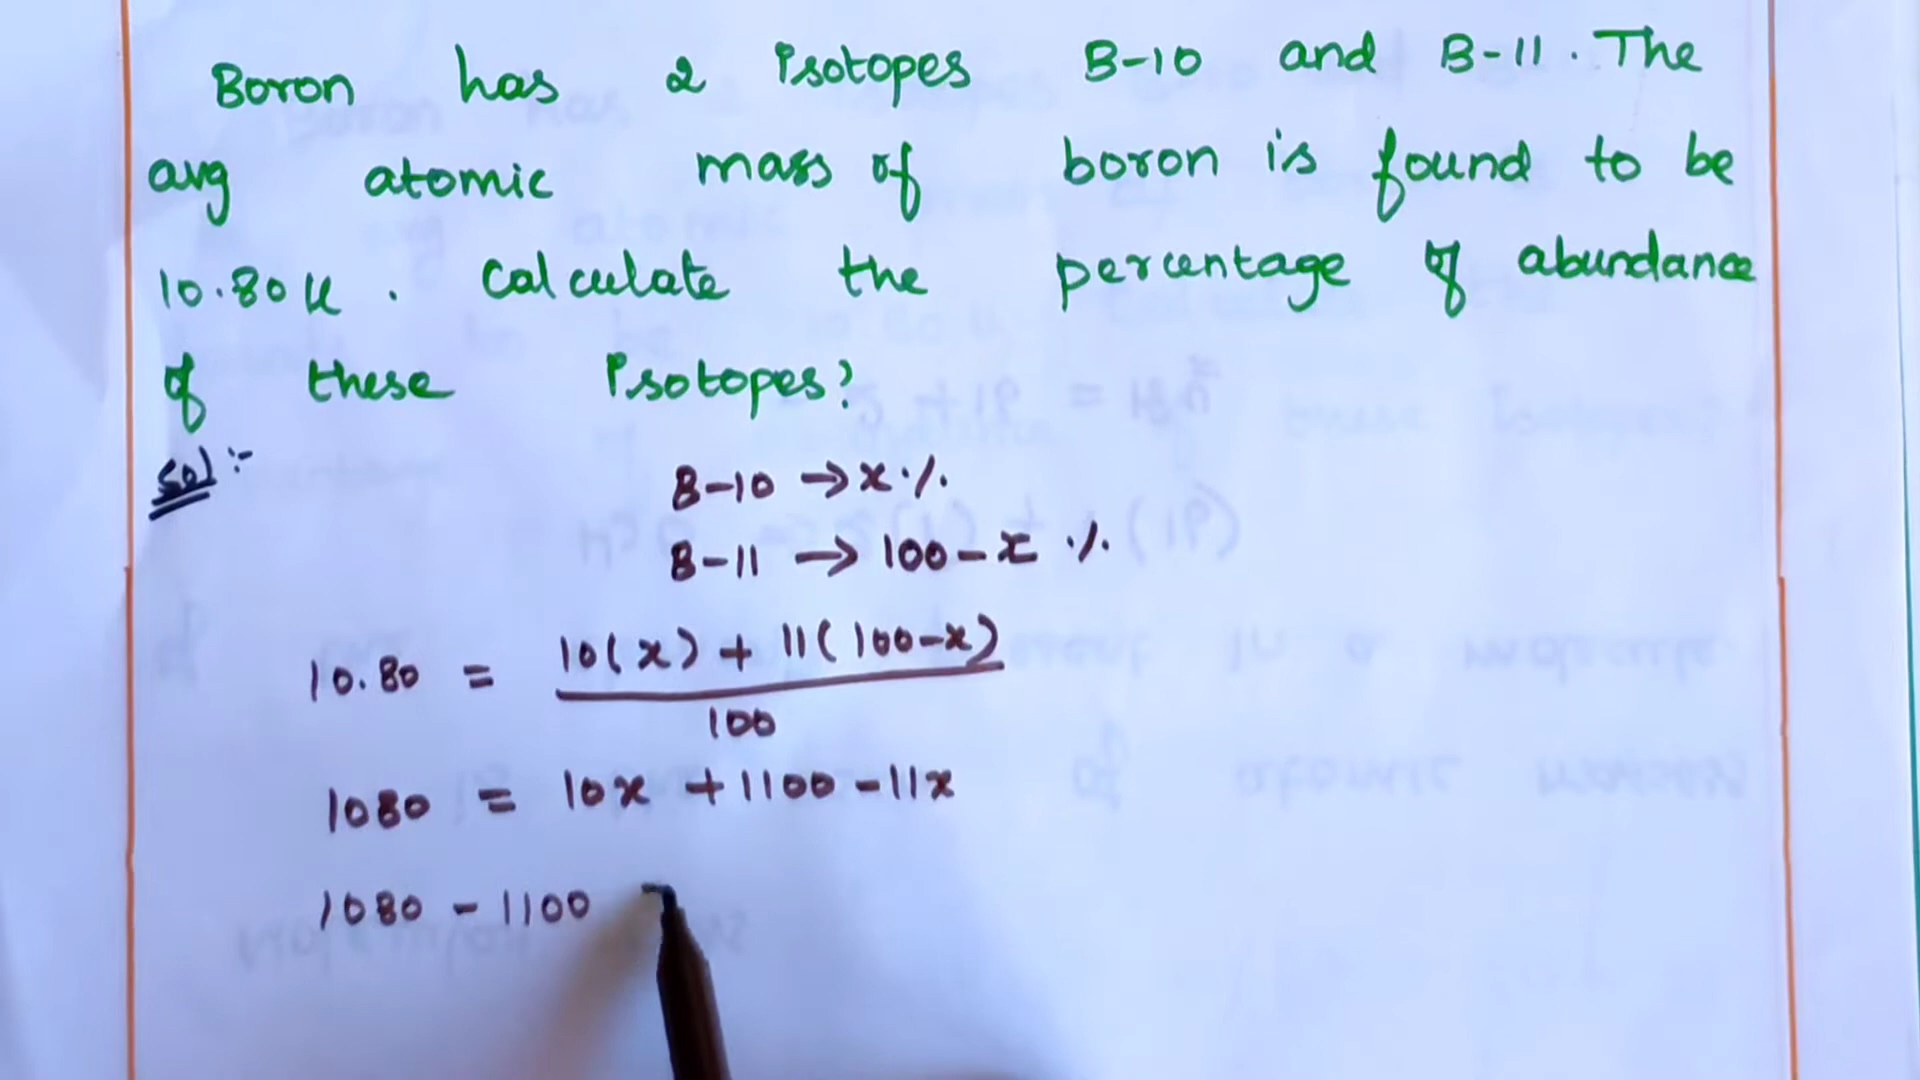 Boron has 2 isotopes B-10 and B-11. The
avg atomic mass of boron is found to be
10.80u. Calculate the percentage of abundance
of these isotopes?
Sol:-
B-10 → x%
B-11 → 100-x %
10.80 = 10(x) + 11(100-x)
100
1080 = 10x + 1100 - 11x
1080 - 1100